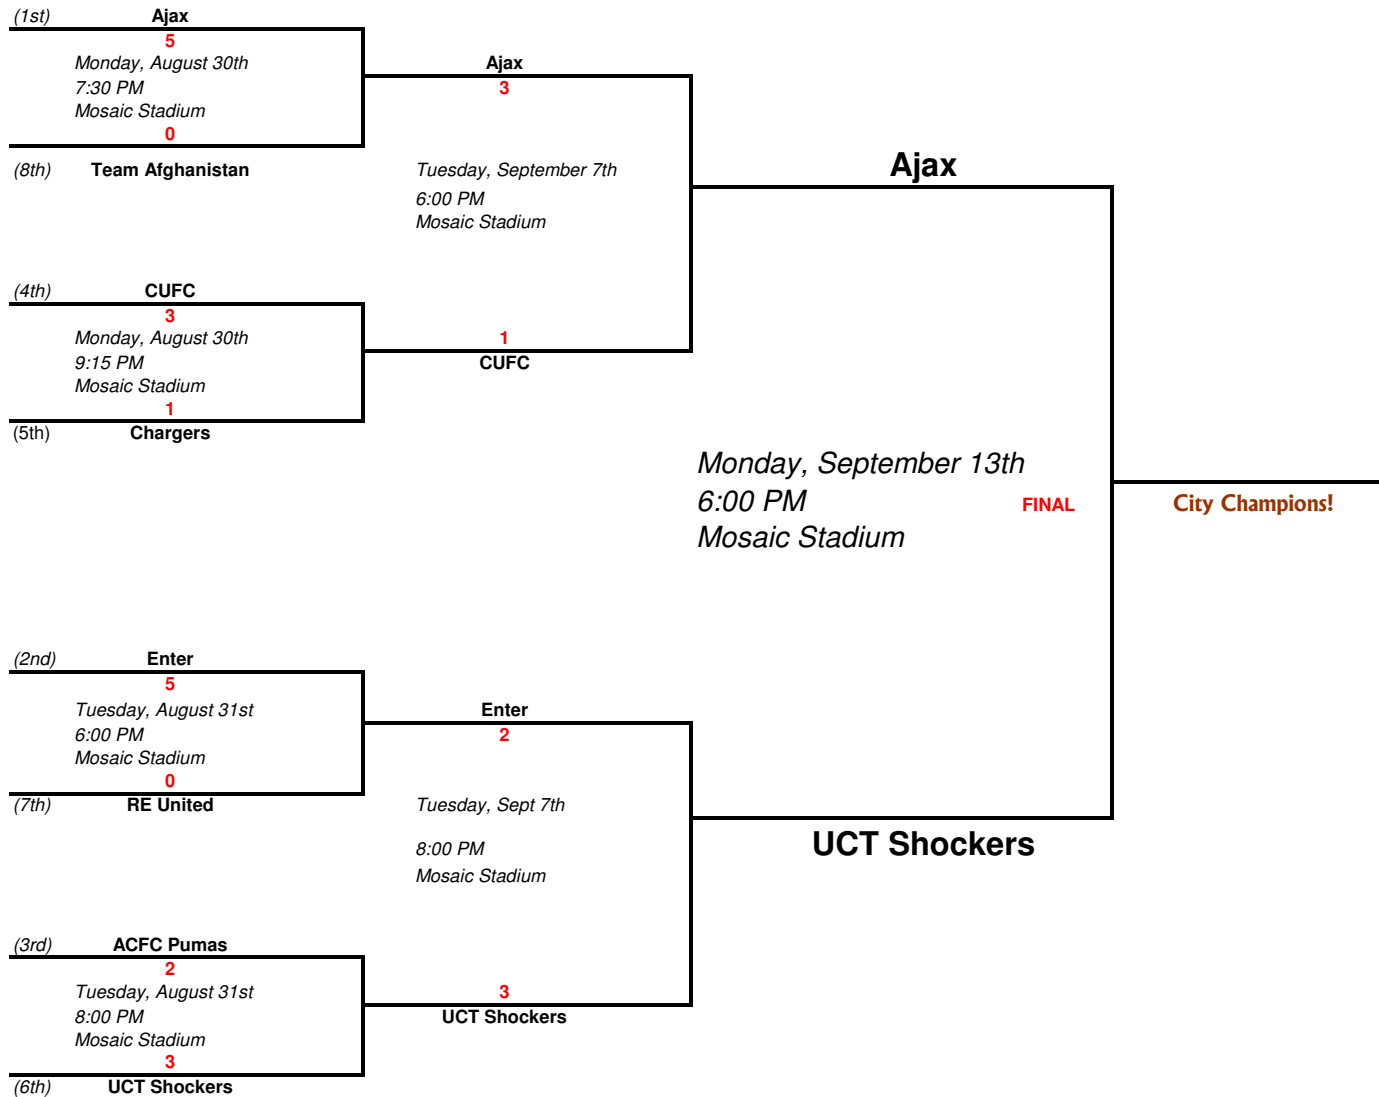 (1st) Ajax
5
Monday, August 30th
7:30 PM
Mosaic Stadium
0
(8th) Team Afghanistan
Ajax
3
Tuesday, September 7th
6:00 PM
Mosaic Stadium
1
CUFC
(4th) CUFC
3
Monday, August 30th
9:15 PM
Mosaic Stadium
1
(5th) Chargers
Ajax
Monday, September 13th
6:00 PM FINAL
Mosaic Stadium
City Champions!
UCT Shockers
(2nd) Enter
5
Tuesday, August 31st
6:00 PM
Mosaic Stadium
0
(7th) RE United
Enter
2
Tuesday, Sept 7th
8:00 PM
Mosaic Stadium
3
UCT Shockers
(3rd) ACFC Pumas
2
Tuesday, August 31st
8:00 PM
Mosaic Stadium
3
(6th) UCT Shockers